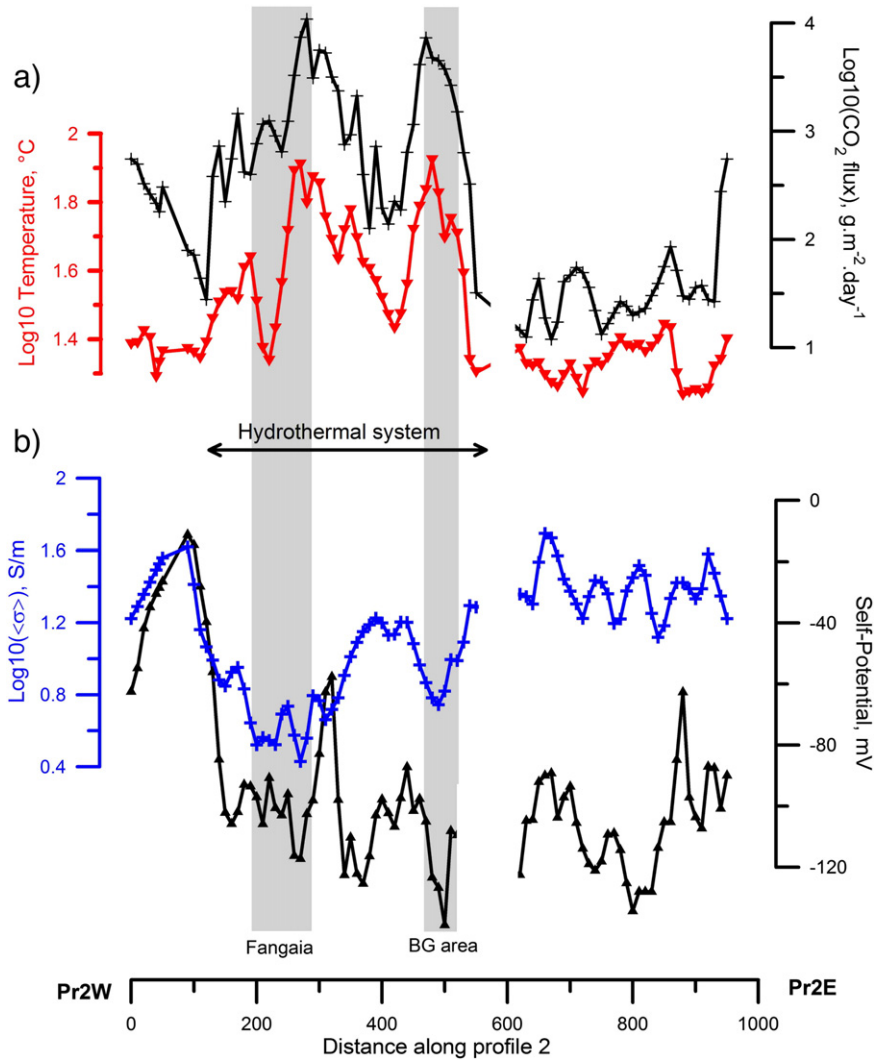 a)
2
1.8
1.6
1.4
Log10 Temperature, °C
4
3
2
1
Log10(CO2 flux), g.m-2.day-1
Hydrothermal system
b)
2
1.6
1.2
0.8
0.4
Log10(<σ>), S/m
0
-40
-80
-120
Self-Potential, mV
Fangaia
BG area
Pr2W
Pr2E
0
200
400
600
800
1000
Distance along profile 2